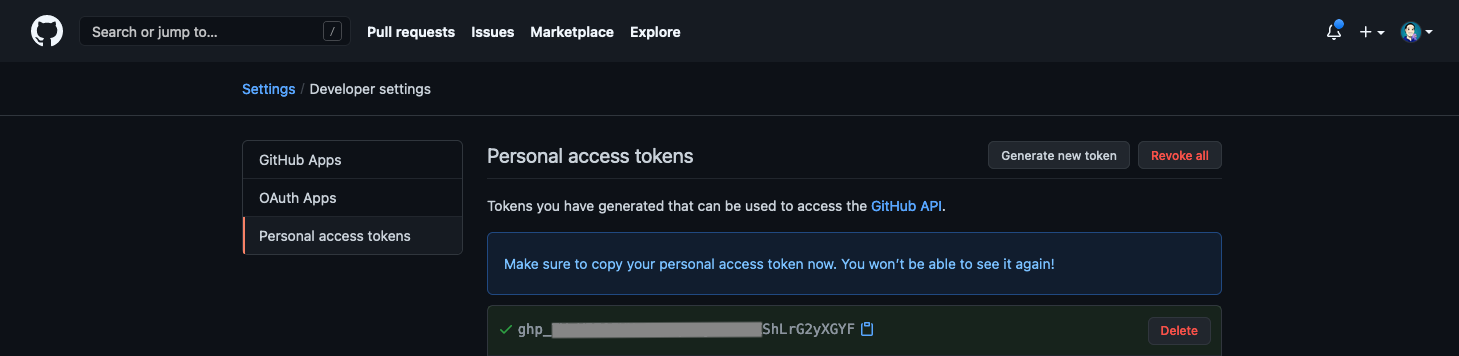 Search or jump to... /
Pull requests
Issues
Marketplace
Explore
Settings / Developer settings
GitHub Apps
OAuth Apps
Personal access tokens
Personal access tokens
Generate new token
Revoke all
Tokens you have generated that can be used to access the GitHub API.
Make sure to copy your personal access token now. You won't be able to see it again!
ghp_ ShLrG2yXGYF
Delete